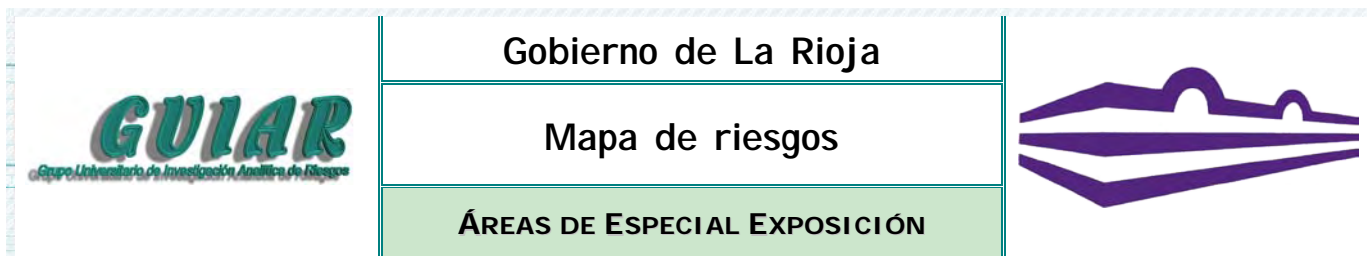 GUIAR
Grupo Universitario de Investigación Analítica de Riesgos
Gobierno de La Rioja
Mapa de riesgos
ÁREAS DE ESPECIAL EXPOSICIÓN